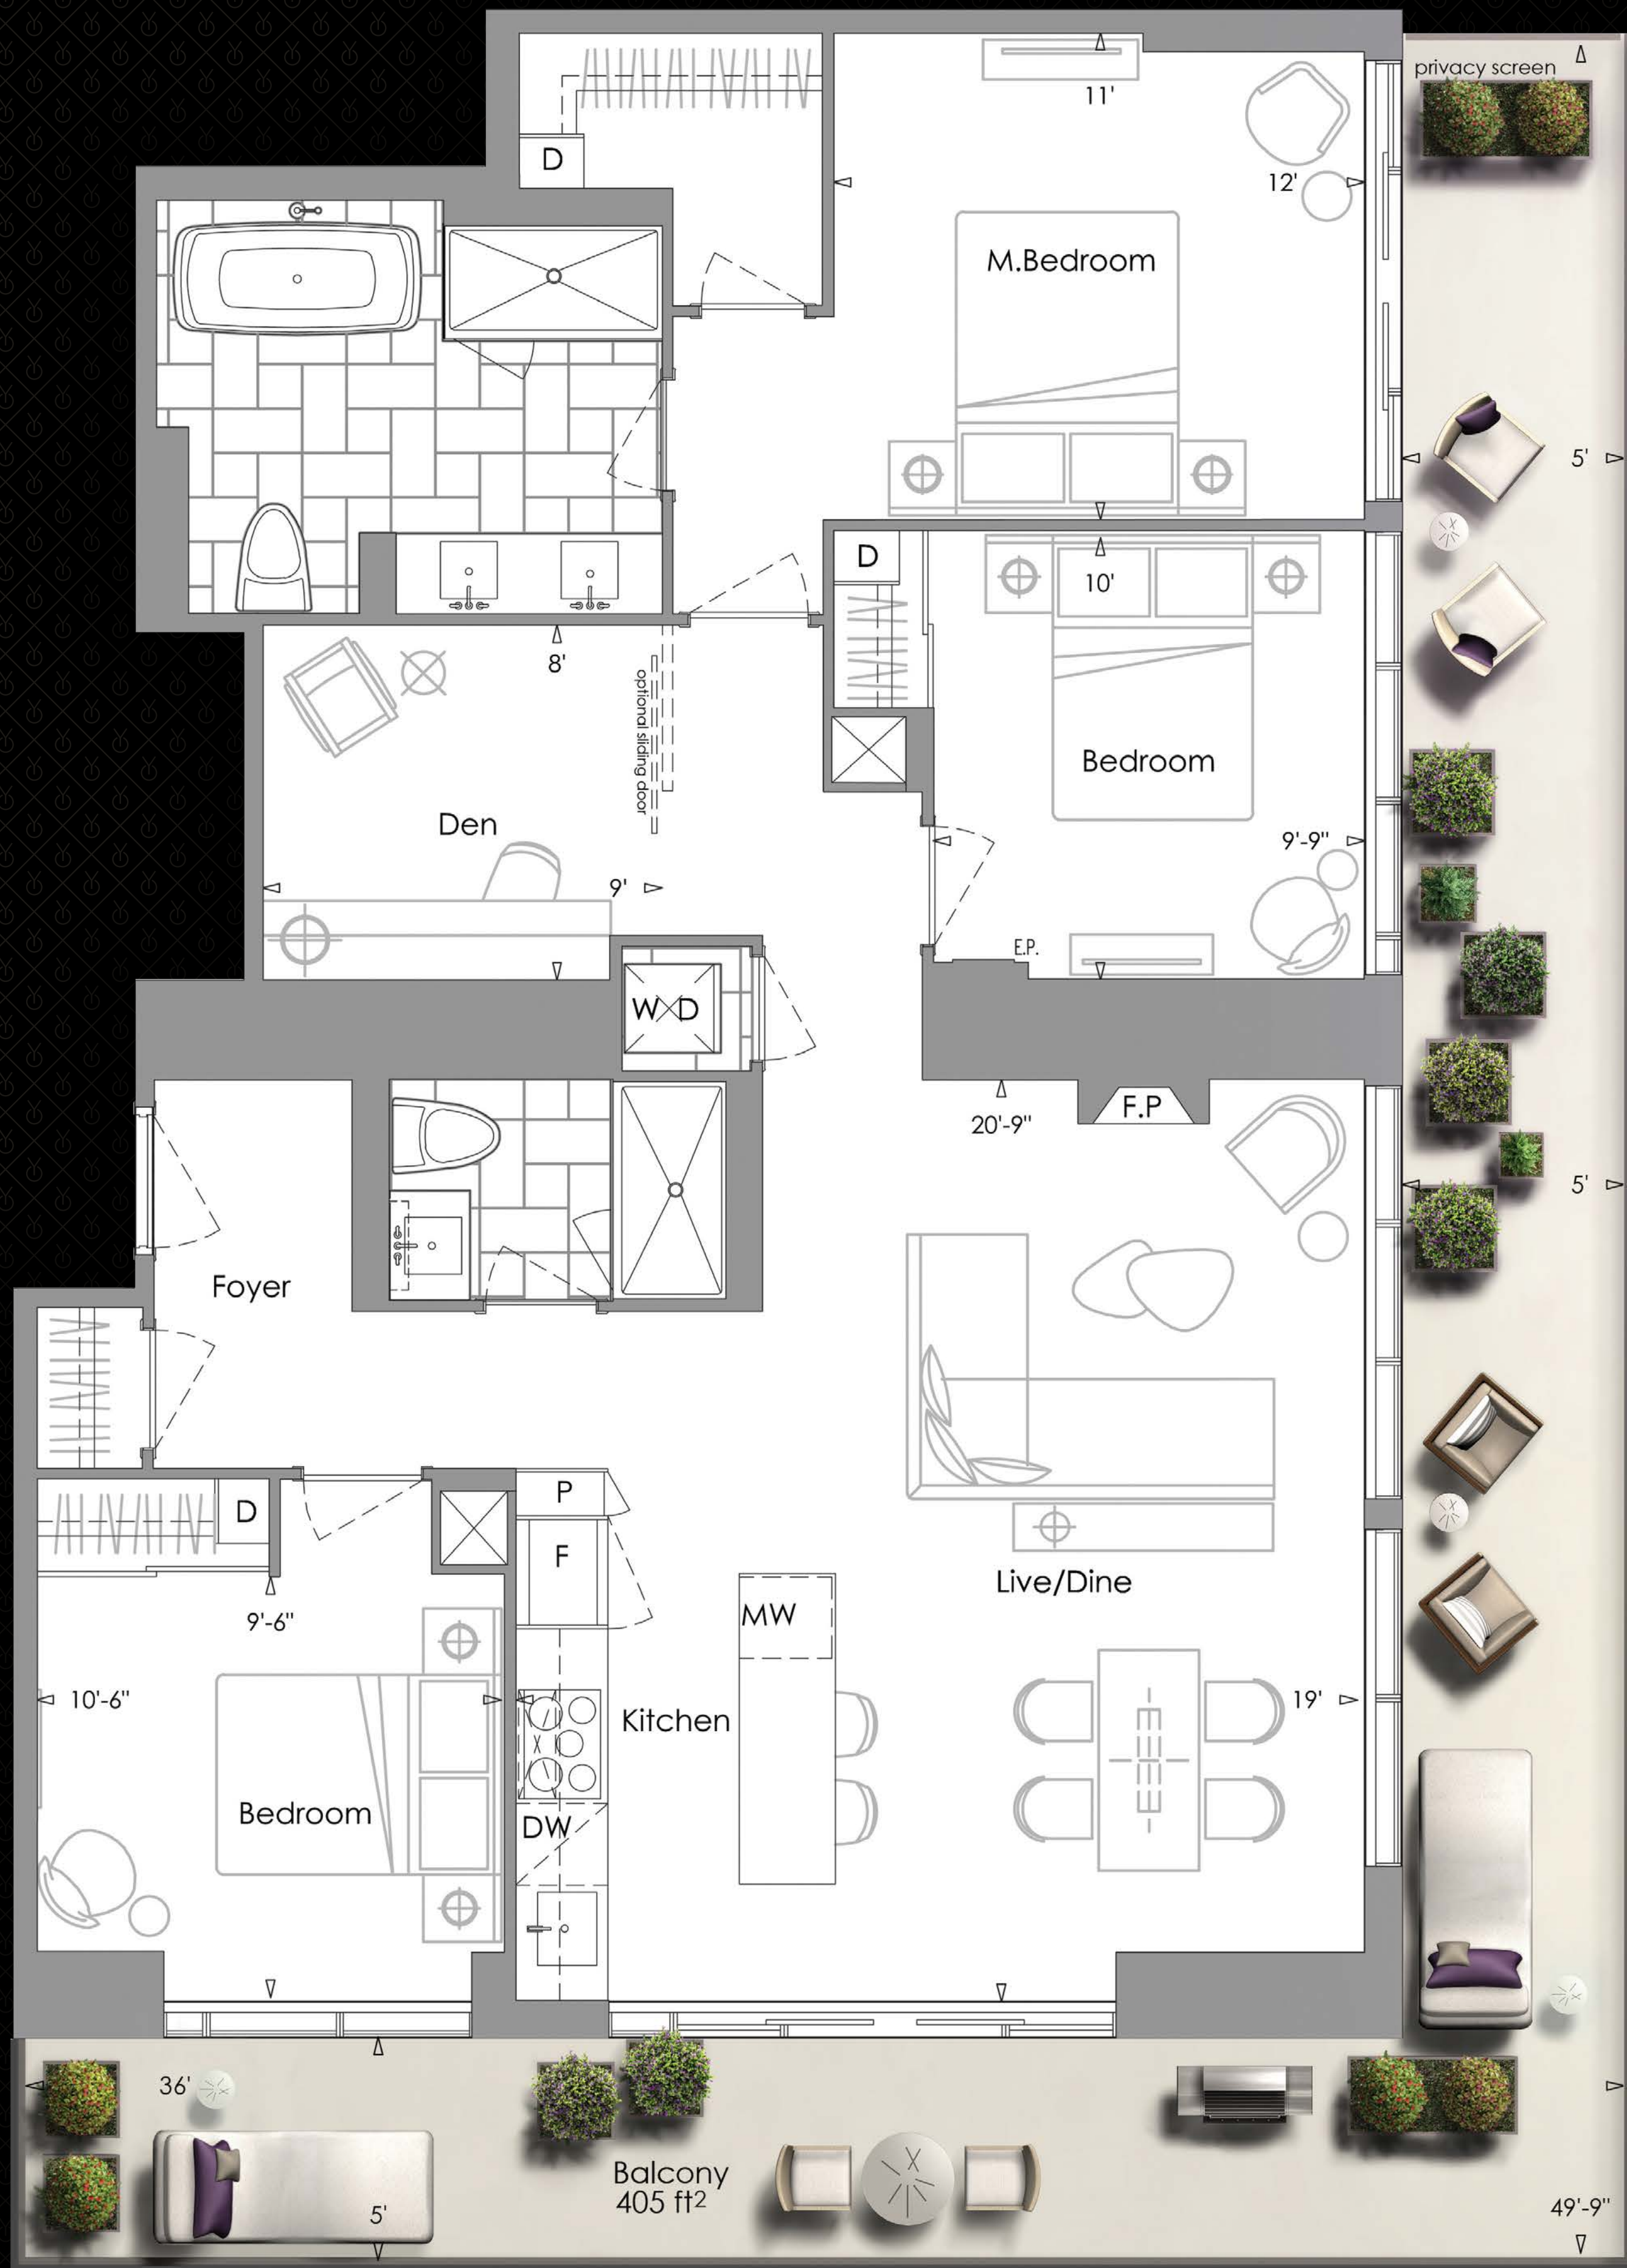 privacy screen
11'
D
12'
M.Bedroom
5'
D
10'
8'
optional sliding door
Bedroom
Den
9'-9"
9'
E.P.
W D
F.P
20'-9"
5'
Foyer
P
D
F
Live/Dine
MW
9'-6"
10'-6"
19'
Kitchen
Bedroom
DW
36'
Balcony
405 ft²
5'
49'-9"